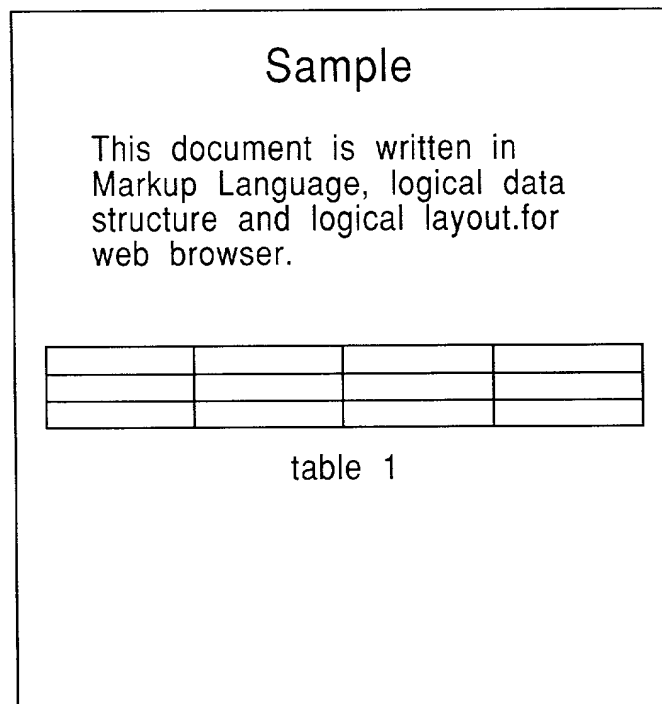 Sample
This document is written in
Markup Language, logical data
structure and logical layout.for
web browser.
table 1